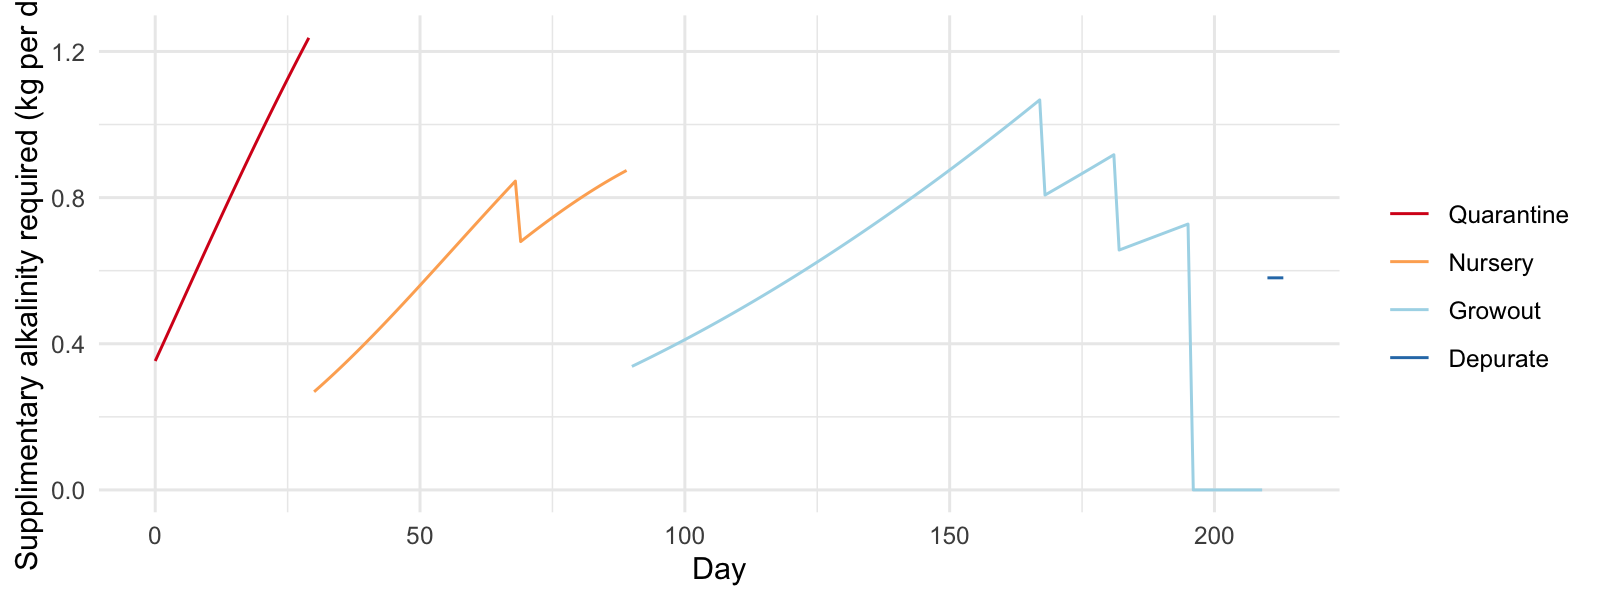 Supplimentary alkalinity required (kg per d
1.2
0.8
0.4
0.0
0
50
100
150
200
Day
Quarantine
Nursery
Growout
Depurate